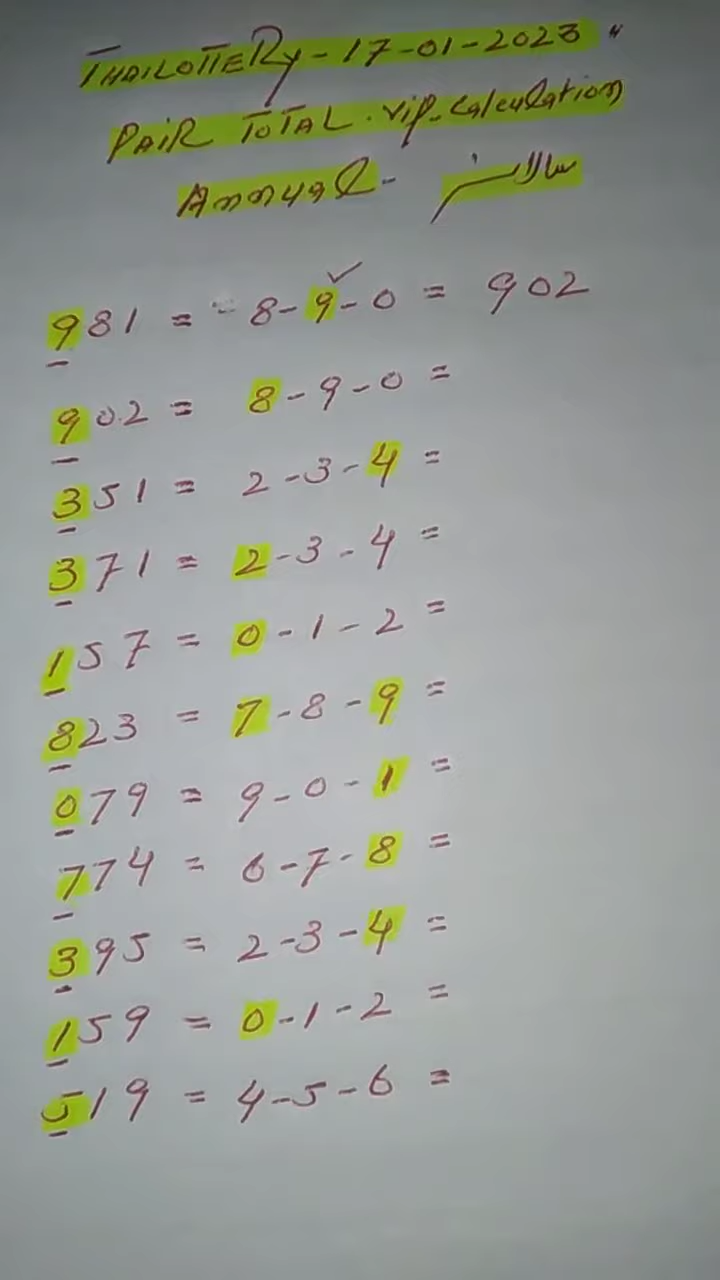 THAILOTTERY-17-01-2023"
PAIR TOTAL.vip-calculation
Annual- سالانہ
981 = 8-9-0 = 902
902 = 8-9-0 =
351 = 2-3-4 =
371 = 2-3-4 =
157 = 0-1-2 =
823 = 7-8-9 =
079 = 9-0-1 =
774 = 6-7-8 =
395 = 2-3-4 =
159 = 0-1-2 =
519 = 4-5-6 =